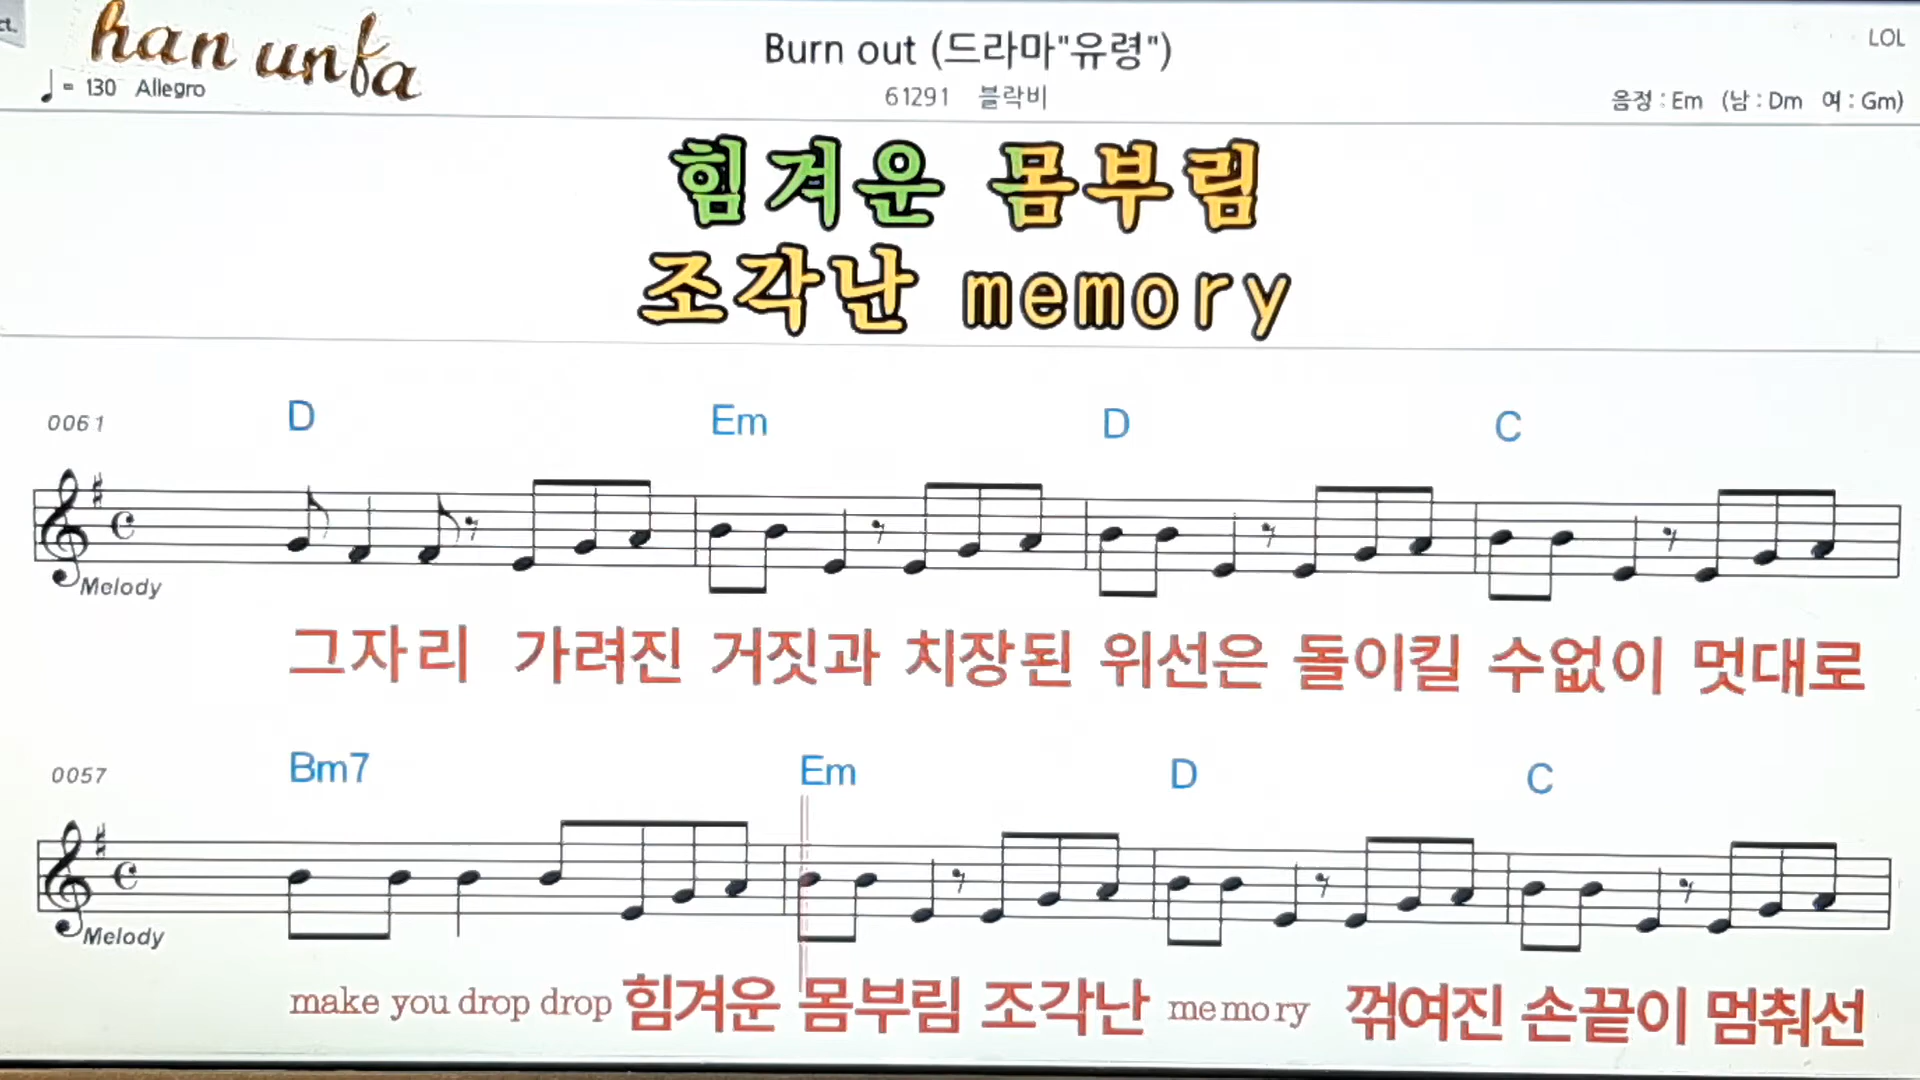 ct.
han unfa
Burn out (드라마"유령")
LOL
♩= 130 Allegro
61291 블락비
음정 : Em (남 : Dm 여 : Gm)
힘겨운 몸부림
조각난 memory
0061 D Em D C
Melody
그자리 가려진 거짓과 치장된 위선은 돌이킬 수없이 멋대로
0057 Bm7 Em D C
Melody
make you drop drop 힘겨운 몸부림 조각난 memory 꺾여진 손끝이 멈춰선